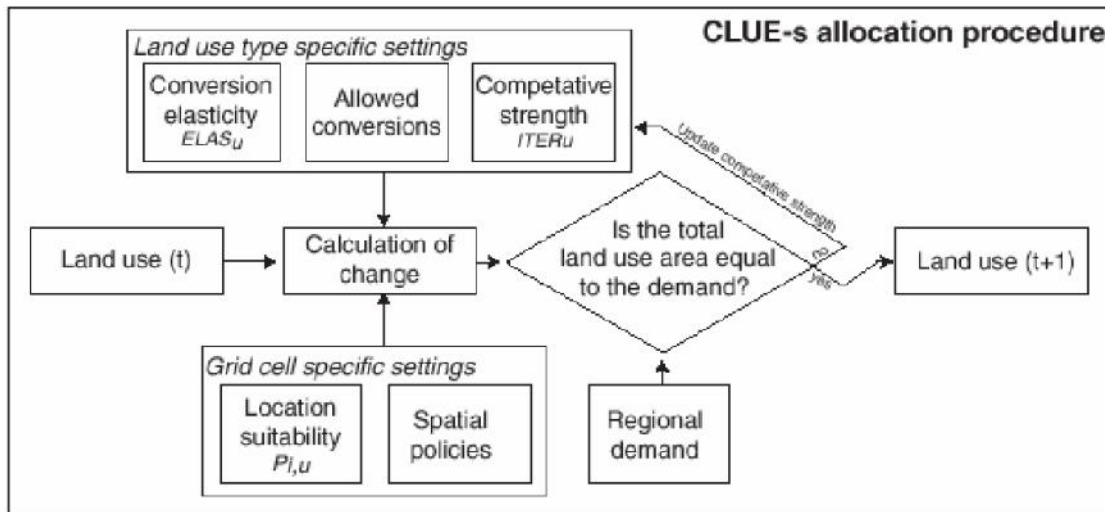 CLUE-s allocation procedure
Land use type specific settings
Conversion
elasticity
ELASu
Allowed
conversions
Competative
strength
ITERu
Update competative strength
Land use (t)
Calculation of
change
Is the total
land use area equal
to the demand?
no
yes
Land use (t+1)
Grid cell specific settings
Location
suitability
Pi,u
Spatial
policies
Regional
demand